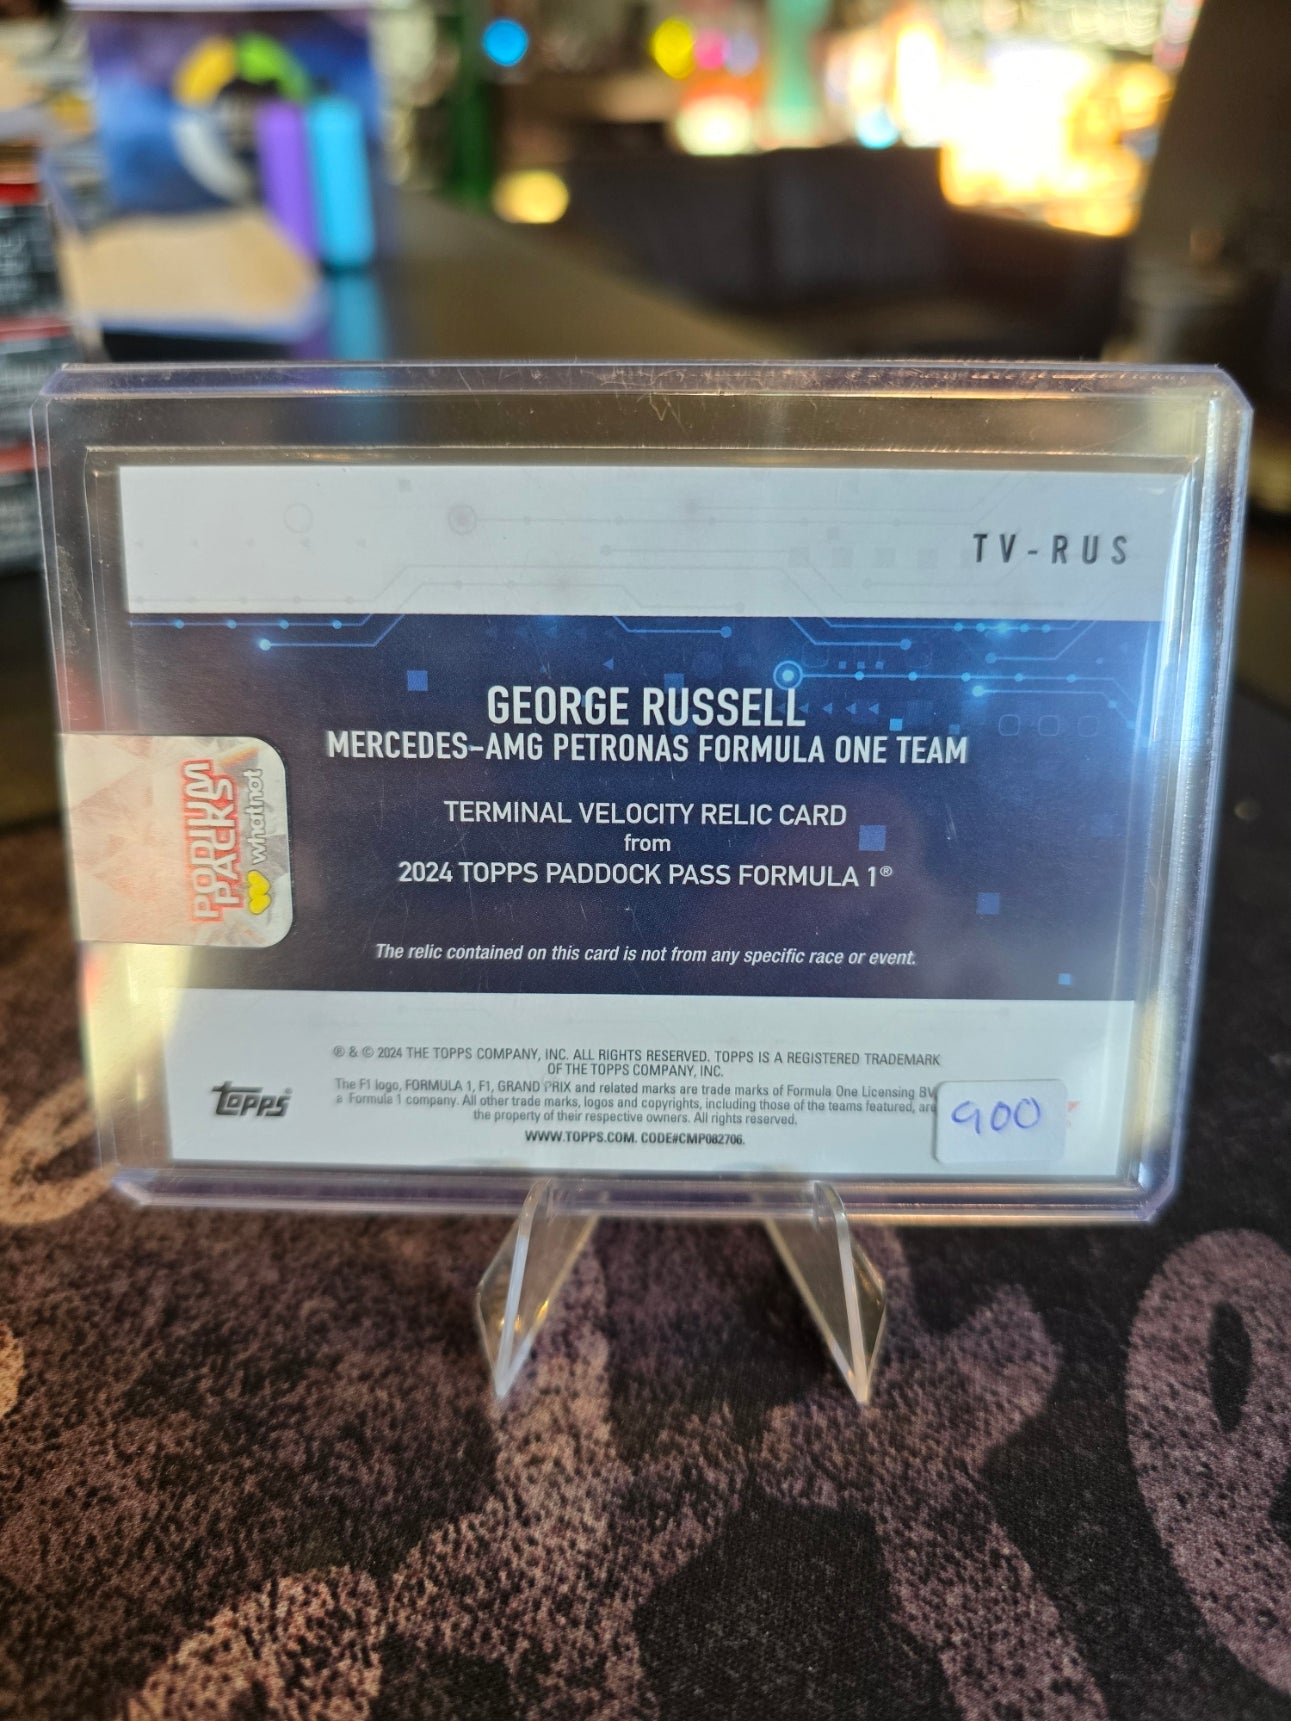 TV-RUS
GEORGE RUSSELL
MERCEDES-AMG PETRONAS FORMULA ONE TEAM
TERMINAL VELOCITY RELIC CARD
from
2024 TOPPS PADDOCK PASS FORMULA 1®
The relic contained on this card is not from any specific race or event.
PODIUM
PACKS
whatnot
® & © 2024 THE TOPPS COMPANY, INC. ALL RIGHTS RESERVED. TOPPS IS A REGISTERED TRADEMARK
OF THE TOPPS COMPANY, INC.
The F1 logo, FORMULA 1, F1, GRAND PRIX and related marks are trade marks of Formula One Licensing BV,
a Formula 1 company. All other trade marks, logos and copyrights, including those of the teams featured, are
the property of their respective owners. All rights reserved.
WWW.TOPPS.COM. CODE#CMP082706.
topps®
900